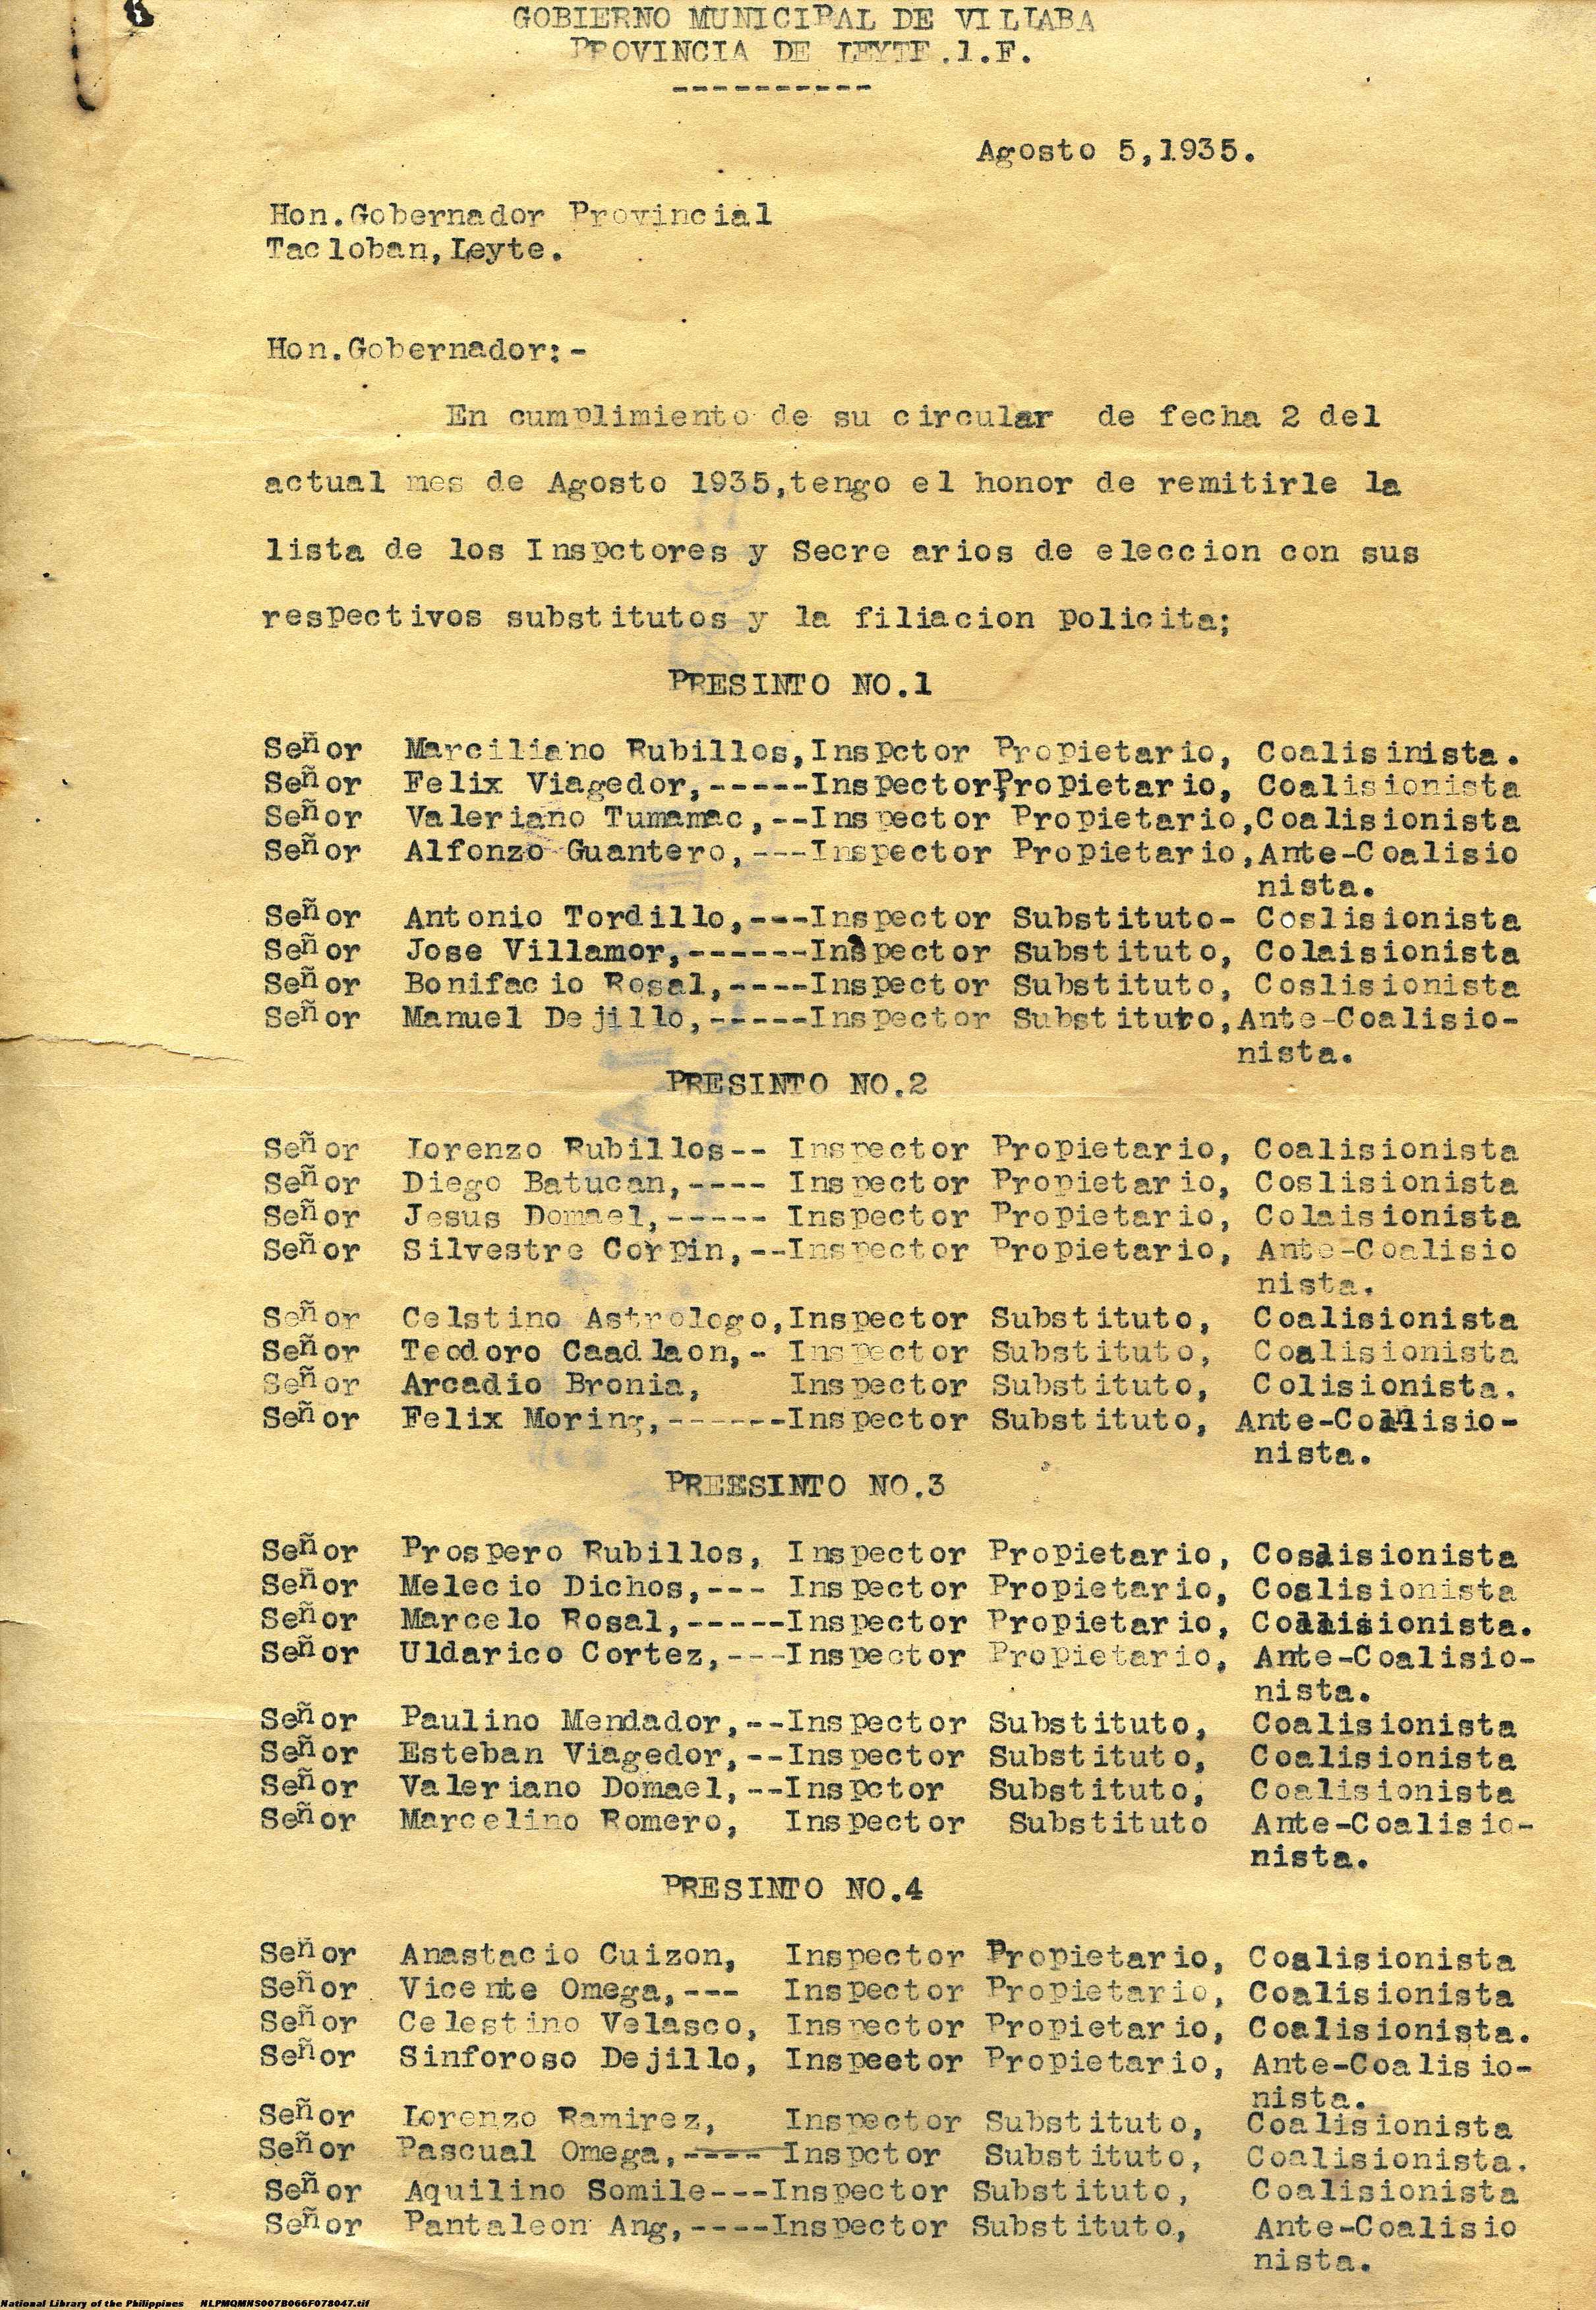 GOBIERNO MUNICIPAL DE VILLABA
PROVINCIA DE LEYTE.I.F.
----------
Agosto 5,1935.
Hon.Gobernador Provincial
Tacloban,Leyte.
Hon.Gobernador:-
En cumplimiento de su circular de fecha 2 del
actual mes de Agosto 1935,tengo el honor de remitirle la
lista de los Inspctores y Secre arios de eleccion con sus
respectivos substitutos y la filiacion policita;
PRESINTO NO.1
Señor Marciliano Rubillos,Inspctor Propietario, Coalisinista.
Señor Felix Viagedor,-----Inspector,Propietario, Coalisionista
Señor Valeriano Tumamac,--Inspector Propietario,Coalisionista
Señor Alfonzo Guantero,---Inspector Propietario,Ante-Coalisio
nista.
Señor Antonio Tordillo,---Inspector Substituto- Coslisionista
Señor Jose Villamor,------Inspector Substituto, Colaisionista
Señor Bonifacio Rosal,----Inspector Substituto, Coslisionista
Señor Manuel Dejillo,-----Inspector Substituto,Ante-Coalisio-
nista.
PRESINTO NO.2
Señor Lorenzo Rubillos-- Inspector Propietario, Coalisionista
Señor Diego Batucan,---- Inspector Propietario, Coslisionista
Señor Jesus Domael,----- Inspector Propietario, Colaisionista
Señor Silvestre Corpin,--Inspector Propietario, Ante-Coalisio
nista.
Señor Celstino Astrologo,Inspector Substituto, Coalisionista
Señor Teodoro Caadlaon,- Inspector Substituto, Coalisionista
Señor Arcadio Bronia, Inspector Substituto, Colisionista.
Señor Felix Moring,------Inspector Substituto, Ante-Coalisio-
nista.
PREESINTO NO.3
Señor Prospero Rubillos, Inspector Propietario, Cosaisionista
Señor Melecio Dichos,--- Inspector Propietario, Coslisionista
Señor Marcelo Rosal,-----Inspector Propietario, Coalisionista.
Señor Uldarico Cortez,---Inspector Propietario, Ante-Coalisio-
nista.
Señor Paulino Mendador,--Inspector Substituto, Coalisionista
Señor Esteban Viagedor,--Inspector Substituto, Coalisionista
Señor Valeriano Domael,--Inspctor Substituto, Coalisionista
Señor Marcelino Romero, Inspector Substituto Ante-Coalisio-
nista.
PRESINTO NO.4
Señor Anastacio Cuizon, Inspector Propietario, Coalisionista
Señor Vicente Omega,--- Inspector Propietario, Coalisionista
Señor Celestino Velasco, Inspector Propietario, Coalisionista.
Señor Sinforoso Dejillo, Inspeetor Propietario, Ante-Coalisio-
nista.
Señor Lorenzo Ramirez, Inspector Substituto, Coalisionista
Señor Pascual Omega,---- Inspctor Substituto, Coalisionista.
Señor Aquilino Somile---Inspector Substituto, Coalisionista
Señor Pantaleon Ang,----Inspector Substituto, Ante-Coalisio
nista.
National Library of the Philippines NLPMQMNS007B066F078047.tif